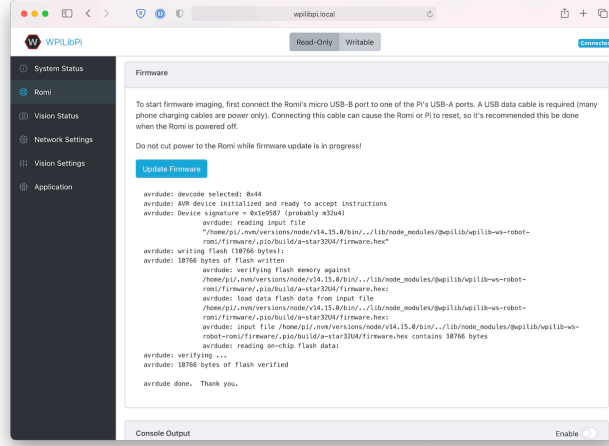 wpilibpi.local
WPILibPi
Read-Only Writable
Connected
System Status
Romi
Vision Status
Network Settings
Vision Settings
Application
Firmware
To start firmware imaging, first connect the Romi's micro USB-B port to one of the Pi's USB-A ports. A USB data cable is required (many
phone charging cables are power only). Connecting this cable can cause the Romi or Pi to reset, so it's recommended this be done
when the Romi is powered off.
Do not cut power to the Romi while firmware update is in progress!
Update Firmware
avrdude: devcode selected: 0x44
avrdude: AVR device initialized and ready to accept instructions
avrdude: Device signature = 0x1e9587 (probably m32u4)
avrdude: reading input file
"/home/pi/.nvm/versions/node/v14.15.0/bin/../lib/node_modules/@wpilib/wpilib-ws-robot-
romi/firmware/.pio/build/a-star32U4/firmware.hex"
avrdude: writing flash (10766 bytes):
avrdude: 10766 bytes of flash written
avrdude: verifying flash memory against
/home/pi/.nvm/versions/node/v14.15.0/bin/../lib/node_modules/@wpilib/wpilib-ws-robot-
romi/firmware/.pio/build/a-star32U4/firmware.hex:
avrdude: load data flash data from input file
/home/pi/.nvm/versions/node/v14.15.0/bin/../lib/node_modules/@wpilib/wpilib-ws-robot-
romi/firmware/.pio/build/a-star32U4/firmware.hex:
avrdude: input file /home/pi/.nvm/versions/node/v14.15.0/bin/../lib/node_modules/@wpilib/wpilib-ws-
robot-romi/firmware/.pio/build/a-star32U4/firmware.hex contains 10766 bytes
avrdude: reading on-chip flash data:
avrdude: verifying ...
avrdude: 10766 bytes of flash verified
avrdude done. Thank you.
Console Output
Enable